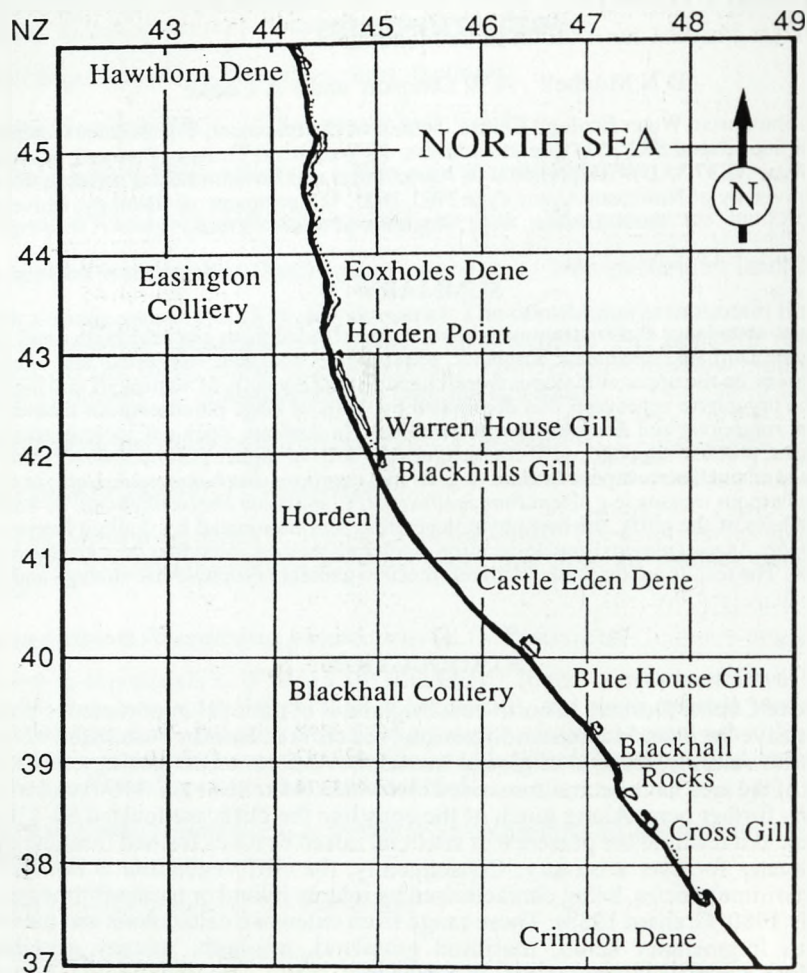 NZ 43 44 45 46 47 48 49
Hawthorn Dene
45
NORTH SEA
N
44
Easington
Colliery
Foxholes Dene
Horden Point
43
Warren House Gill
42
Blackhills Gill
Horden
41
Castle Eden Dene
40
Blue House Gill
Blackhall Colliery
39
Blackhall
Rocks
Cross Gill
38
Crimdon Dene
37